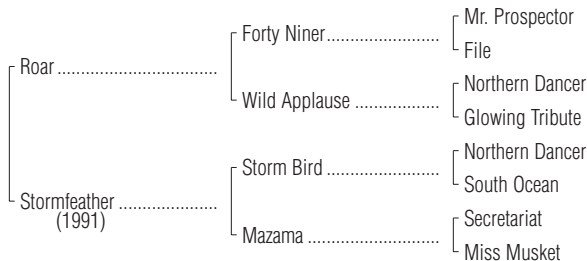 Mr. Prospector
Forty Niner
File
Roar
Northern Dancer
Wild Applause
Glowing Tribute
Northern Dancer
Storm Bird
South Ocean
Stormfeather
(1991)
Secretariat
Mazama
Miss Musket